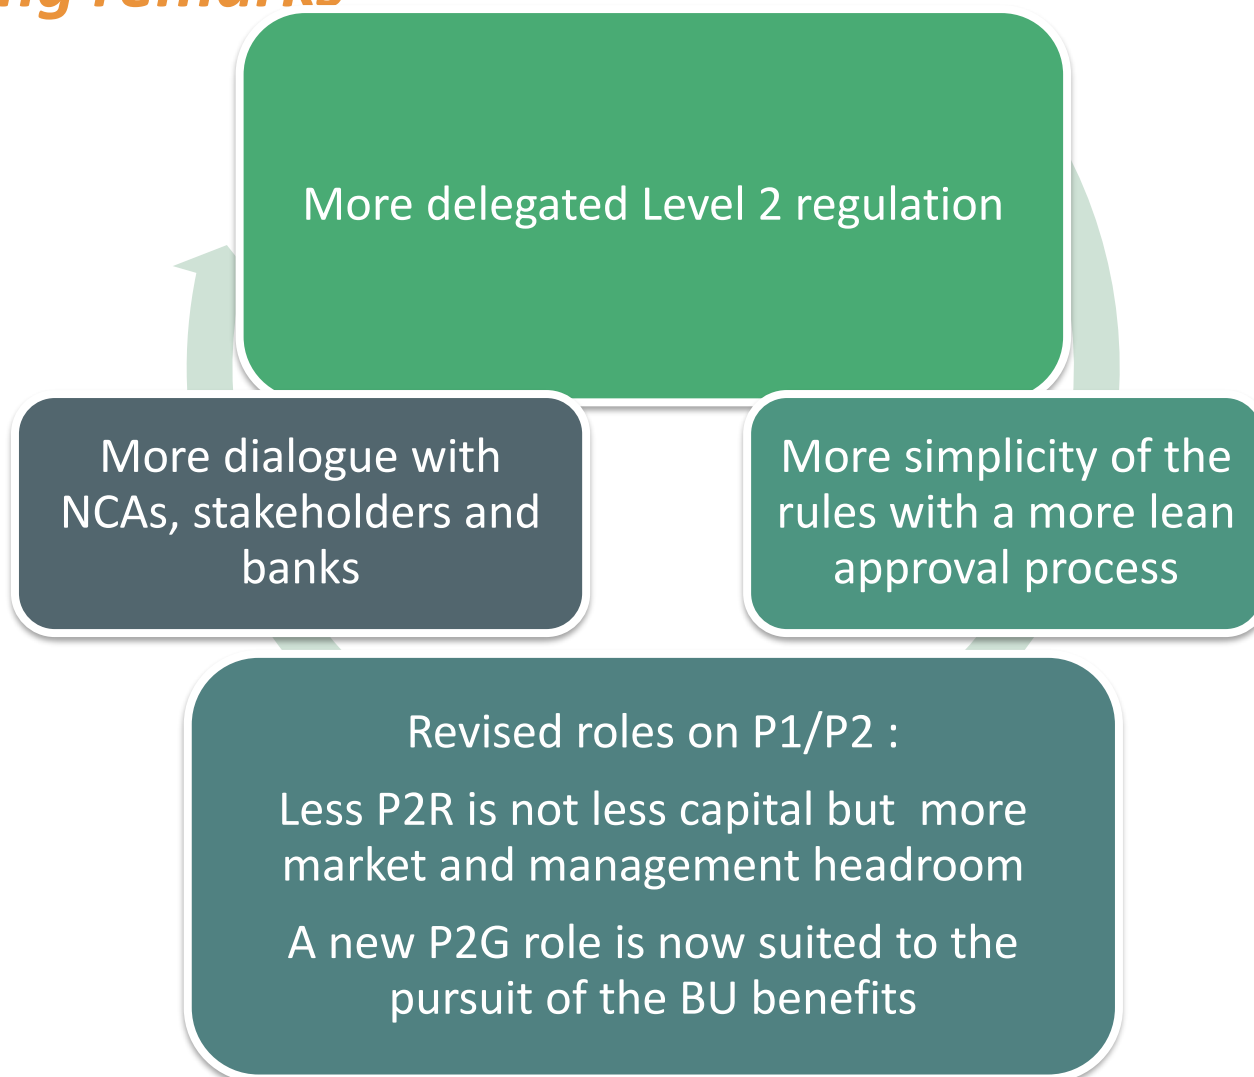 ng remarks
More delegated Level 2 regulation
More dialogue with
NCAs, stakeholders and
banks
More simplicity of the
rules with a more lean
approval process
Revised roles on P1/P2 :
Less P2R is not less capital but  more
market and management headroom
A new P2G role is now suited to the
pursuit of the BU benefits